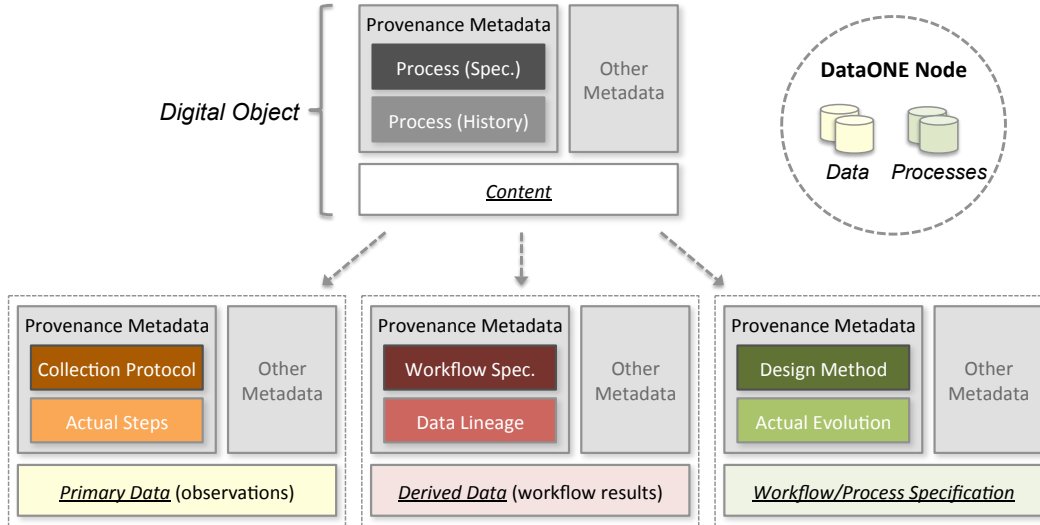 Provenance Metadata
Process (Spec.)
Process (History)
Other
Metadata
Digital Object
Content
DataONE Node
Data
Processes
Provenance Metadata
Collection Protocol
Actual Steps
Other
Metadata
Primary Data (observations)
Provenance Metadata
Workflow Spec.
Data Lineage
Other
Metadata
Derived Data (workflow results)
Provenance Metadata
Design Method
Actual Evolution
Other
Metadata
Workflow/Process Specification